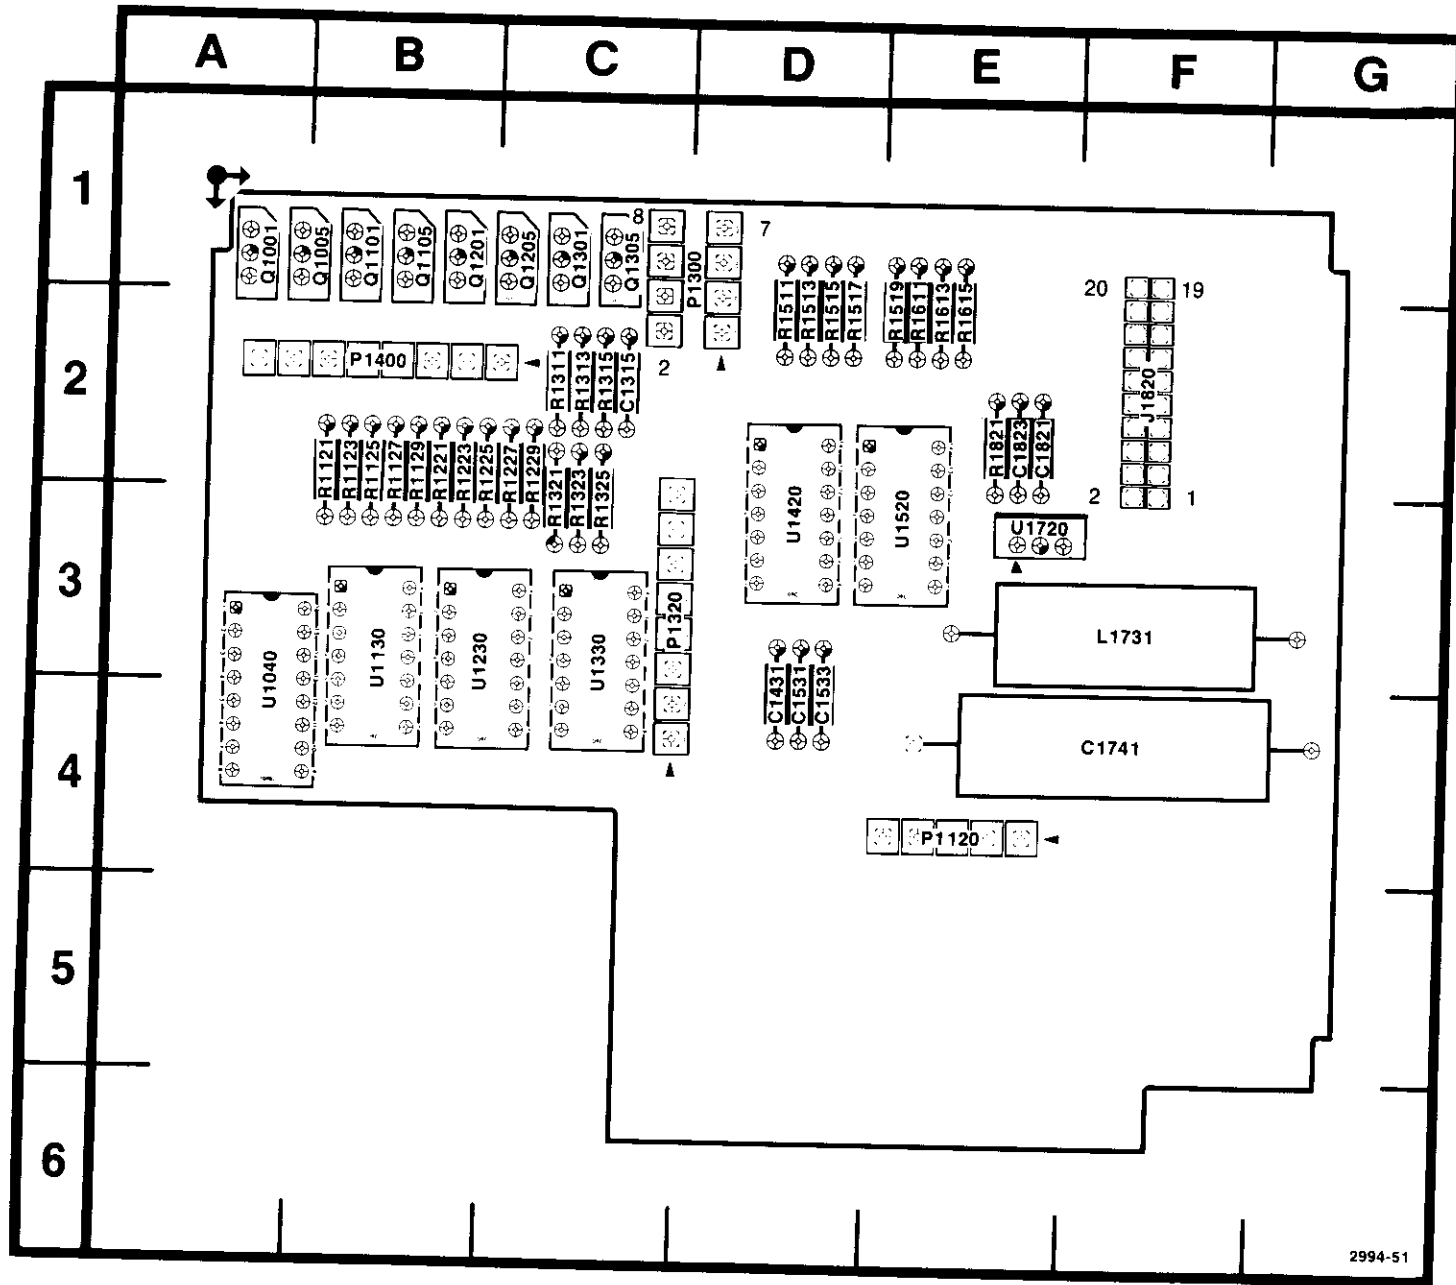 A B C D E F G
1
Q1001 Q1005 Q1101 Q1105 Q1201 Q1205 Q1301 Q1305
8 P1300 7
R1511 R1513 R1515 R1517 R1519 R1611 R1613 R1615
20 19
2
P1400
R1311 R1313 R1315 C1315
2
J1820
R1121 R1123 R1125 R1127 R1129 R1221 R1223 R1225 R1227 R1229
R1321 R1323 R1325
R1821 C1823 C1821
2 1
U1420 U1520
U1720
3
P1320
L1731
U1040 U1130 U1230 U1330
C1431 C1531 C1533
4
C1741
P1120
5
6
2994-51